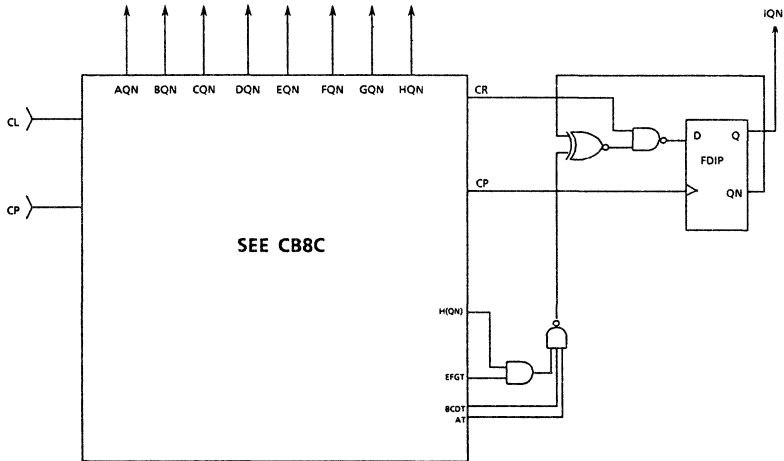 iQN
AQN BQN CQN DQN EQN FQN GQN HQN
CR
CL
D Q
FDIP
CP
CP
QN
SEE CB8C
H(QN)
EFGT
BCDT
AT